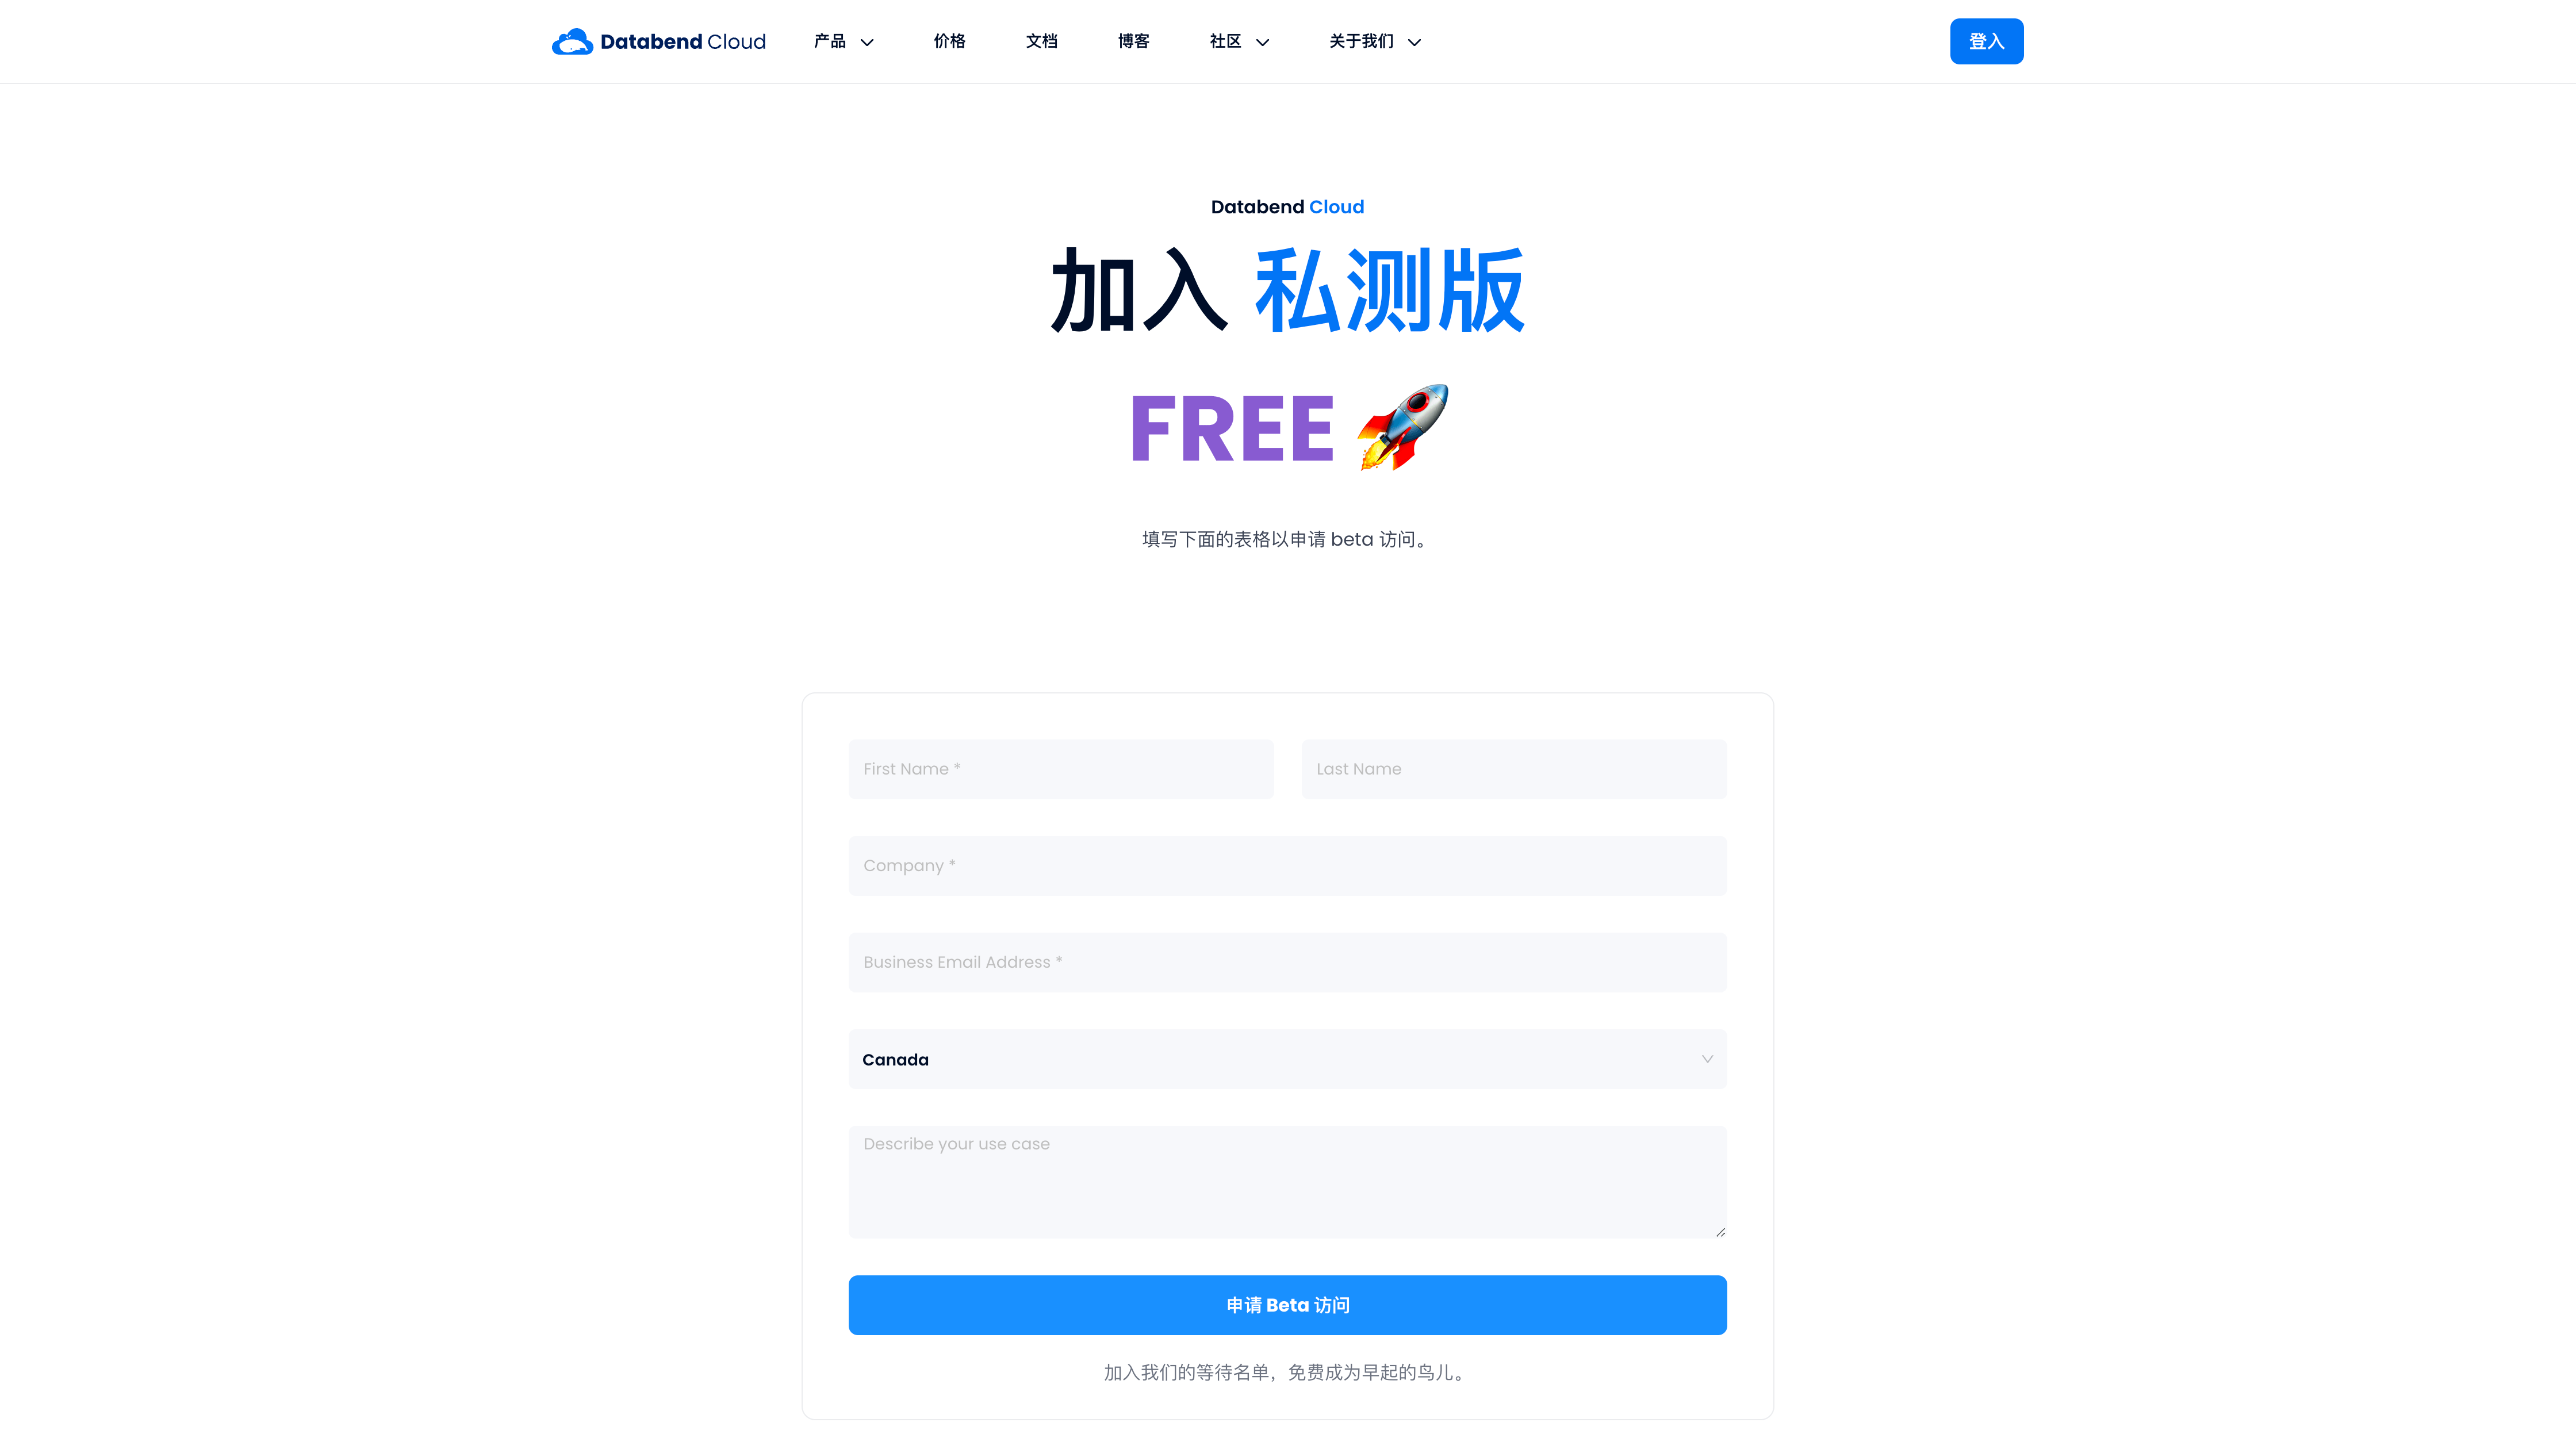 Databend Cloud 产品 价格 文档 博客 社区 关于我们 登入
Databend Cloud
加入 私测版
FREE 🚀
填写下面的表格以申请 beta 访问。
First Name * Last Name
Company *
Business Email Address *
Canada
Describe your use case
申请 Beta 访问
加入我们的等待名单，免费成为早起的鸟儿。